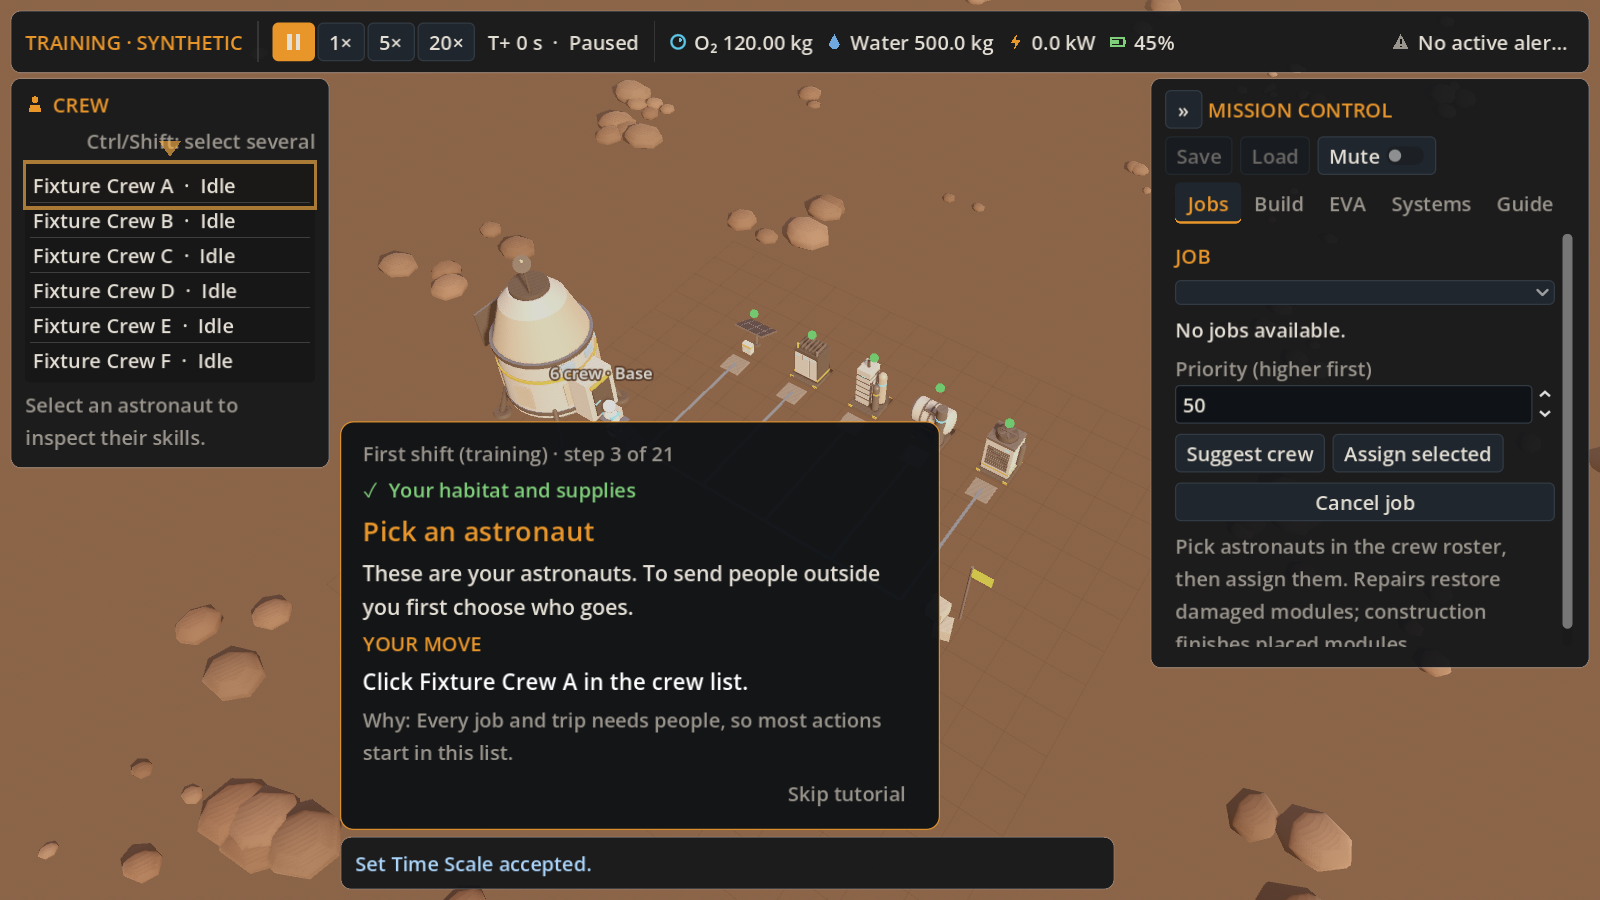 TRAINING · SYNTHETIC
1× 5× 20× T+ 0 s · Paused
O₂ 120.00 kg Water 500.0 kg 0.0 kW 45%
No active aler...
CREW
Ctrl/Shift: select several
Fixture Crew A · Idle
Fixture Crew B · Idle
Fixture Crew C · Idle
Fixture Crew D · Idle
Fixture Crew E · Idle
Fixture Crew F · Idle
Select an astronaut to
inspect their skills.
6 crew · Base
First shift (training) · step 3 of 21
✓ Your habitat and supplies
Pick an astronaut
These are your astronauts. To send people outside
you first choose who goes.
YOUR MOVE
Click Fixture Crew A in the crew list.
Why: Every job and trip needs people, so most actions
start in this list.
Skip tutorial
Set Time Scale accepted.
» MISSION CONTROL
Save Load Mute
Jobs Build EVA Systems Guide
JOB
No jobs available.
Priority (higher first)
50
Suggest crew Assign selected
Cancel job
Pick astronauts in the crew roster,
then assign them. Repairs restore
damaged modules; construction
finishes placed modules.